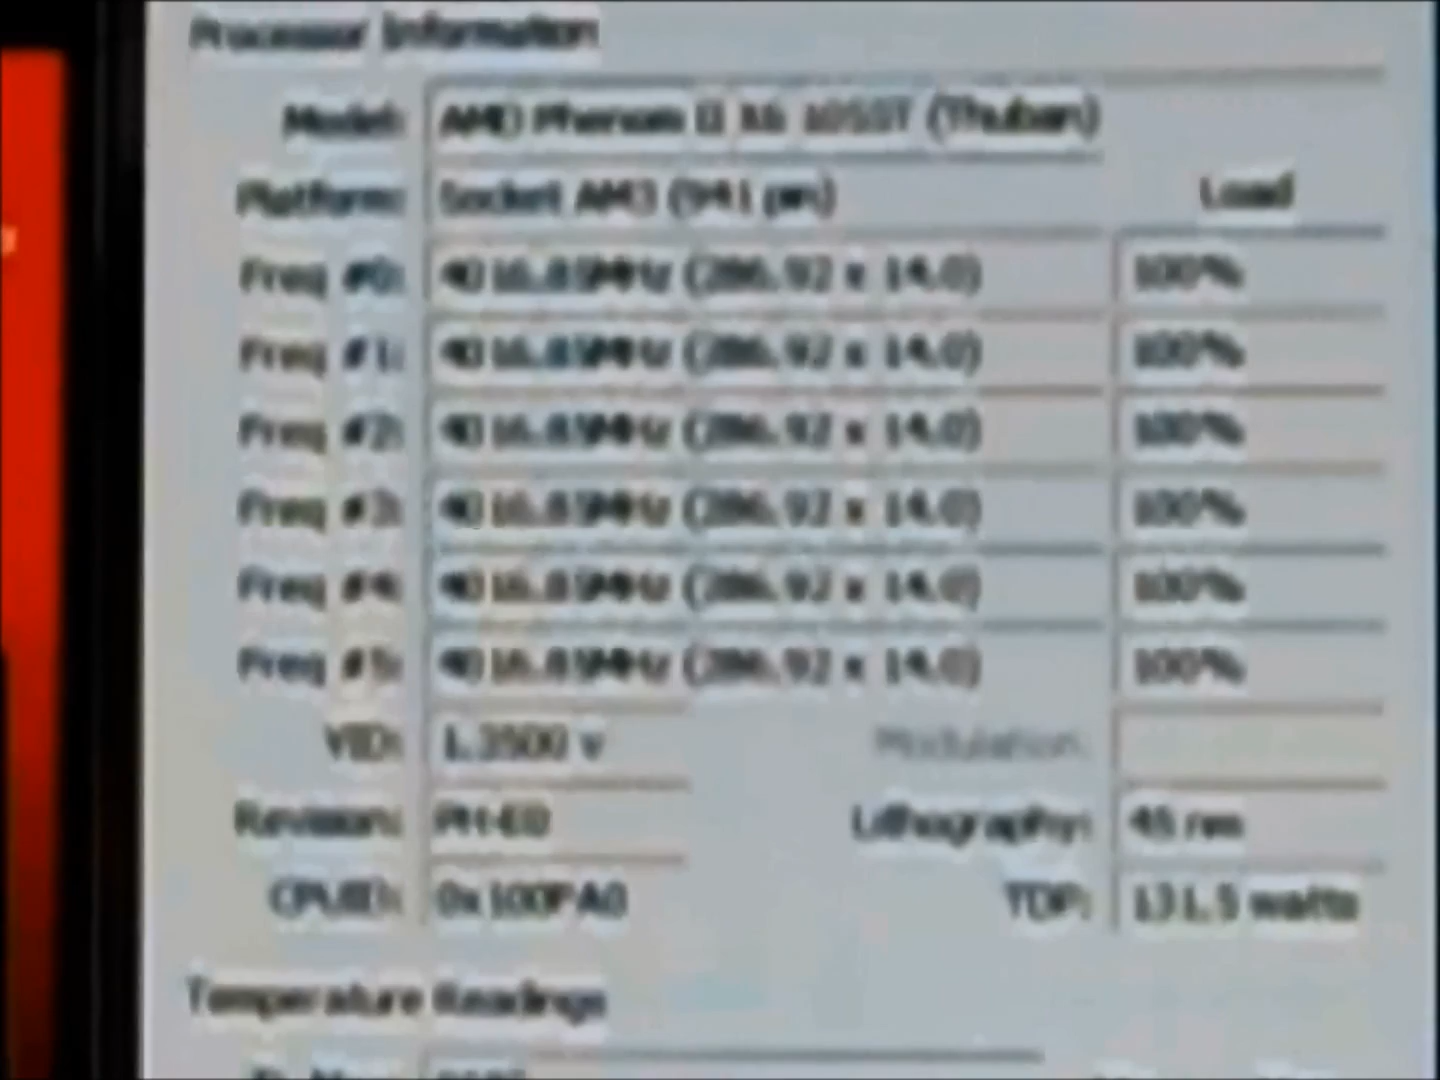 Processor Information
Model: AMD Phenom II X6 1055T (Thuban)
Platform: Socket AM3 (941 pin) Load
Freq #0: 4016.85MHz (286.92 x 14.0) 100%
Freq #1: 4016.85MHz (286.92 x 14.0) 100%
Freq #2: 4016.85MHz (286.92 x 14.0) 100%
Freq #3: 4016.85MHz (286.92 x 14.0) 100%
Freq #4: 4016.85MHz (286.92 x 14.0) 100%
Freq #5: 4016.85MHz (286.92 x 14.0) 100%
VID: 1.3500 v Modulation:
Revision: PH-E0 Lithography: 45 nm
CPUID: 0x100FA0 TDP: 131.5 watts
Temperature Readings